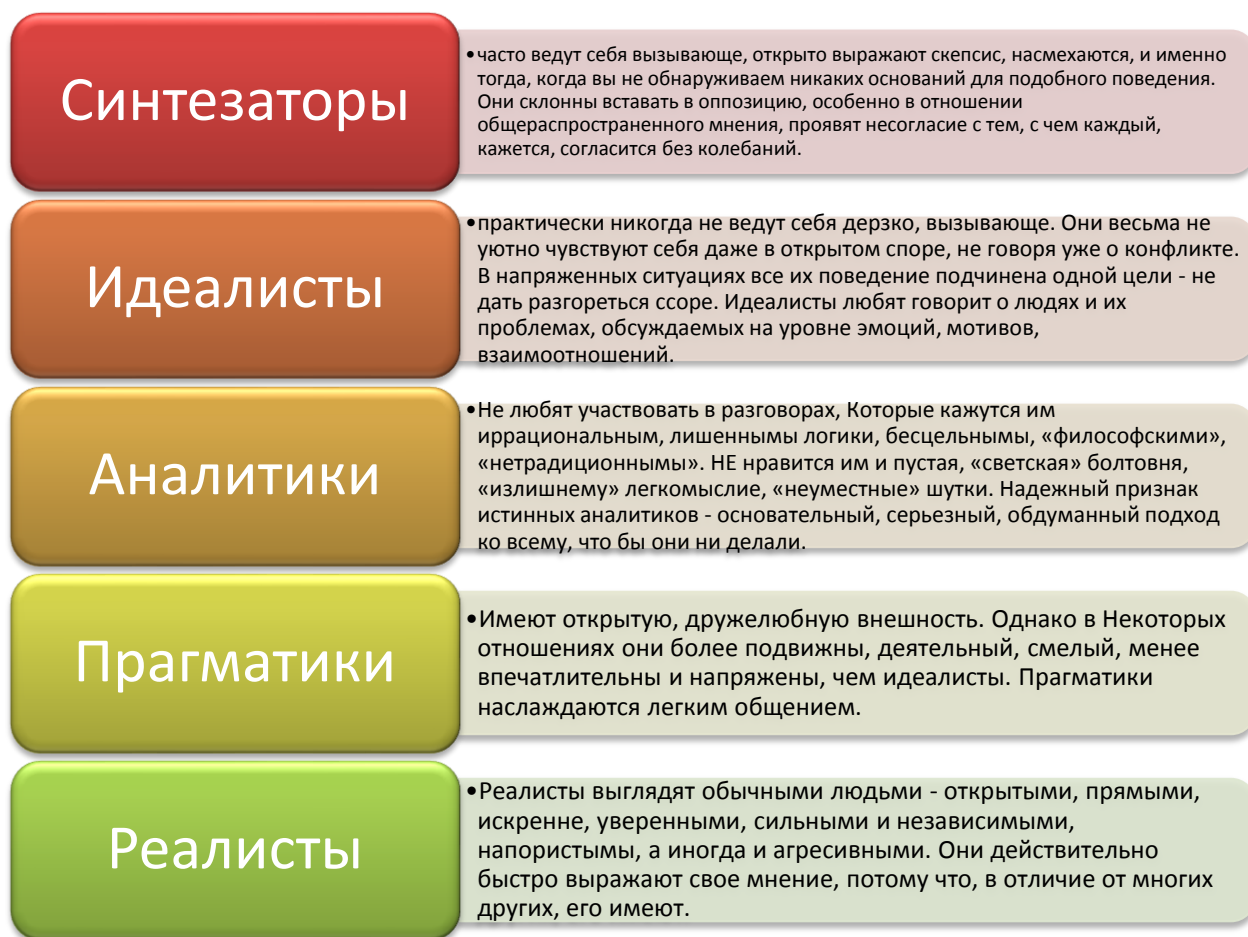 Синтезаторы
•часто ведут себя вызывающе, открыто выражают скепсис, насмехаются, и именно
тогда, когда вы не обнаруживаем никаких оснований для подобного поведения.
Они склонны вставать в оппозицию, особенно в отношении
общераспространенного мнения, проявят несогласие с тем, с чем каждый,
кажется, согласится без колебаний.
Идеалисты
•практически никогда не ведут себя дерзко, вызывающе. Они весьма не
уютно чувствуют себя даже в открытом споре, не говоря уже о конфликте.
В напряженных ситуациях все их поведение подчинена одной цели - не
дать разгореться ссоре. Идеалисты любят говорит о людях и их
проблемах, обсуждаемых на уровне эмоций, мотивов,
взаимоотношений.
Аналитики
•Не любят участвовать в разговорах, Которые кажутся им
иррациональным, лишеннымы логики, бесцельнымы, «философскими»,
«нетрадиционнымы». НЕ нравится им и пустая, «светская» болтовня,
«излишнему» легкомыслие, «неуместные» шутки. Надежный признак
истинных аналитиков - основательный, серьезный, обдуманный подход
ко всему, что бы они ни делали.
Прагматики
•Имеют открытую, дружелюбную внешность. Однако в Некоторых
отношениях они более подвижны, деятельный, смелый, менее
впечатлительны и напряжены, чем идеалисты. Прагматики
наслаждаются легким общением.
Реалисты
•Реалисты выглядят обычными людьми - открытыми, прямыми,
искренне, уверенными, сильными и независимыми,
напористымы, а иногда и агресивными. Они действительно
быстро выражают свое мнение, потому что, в отличие от многих
других, его имеют.